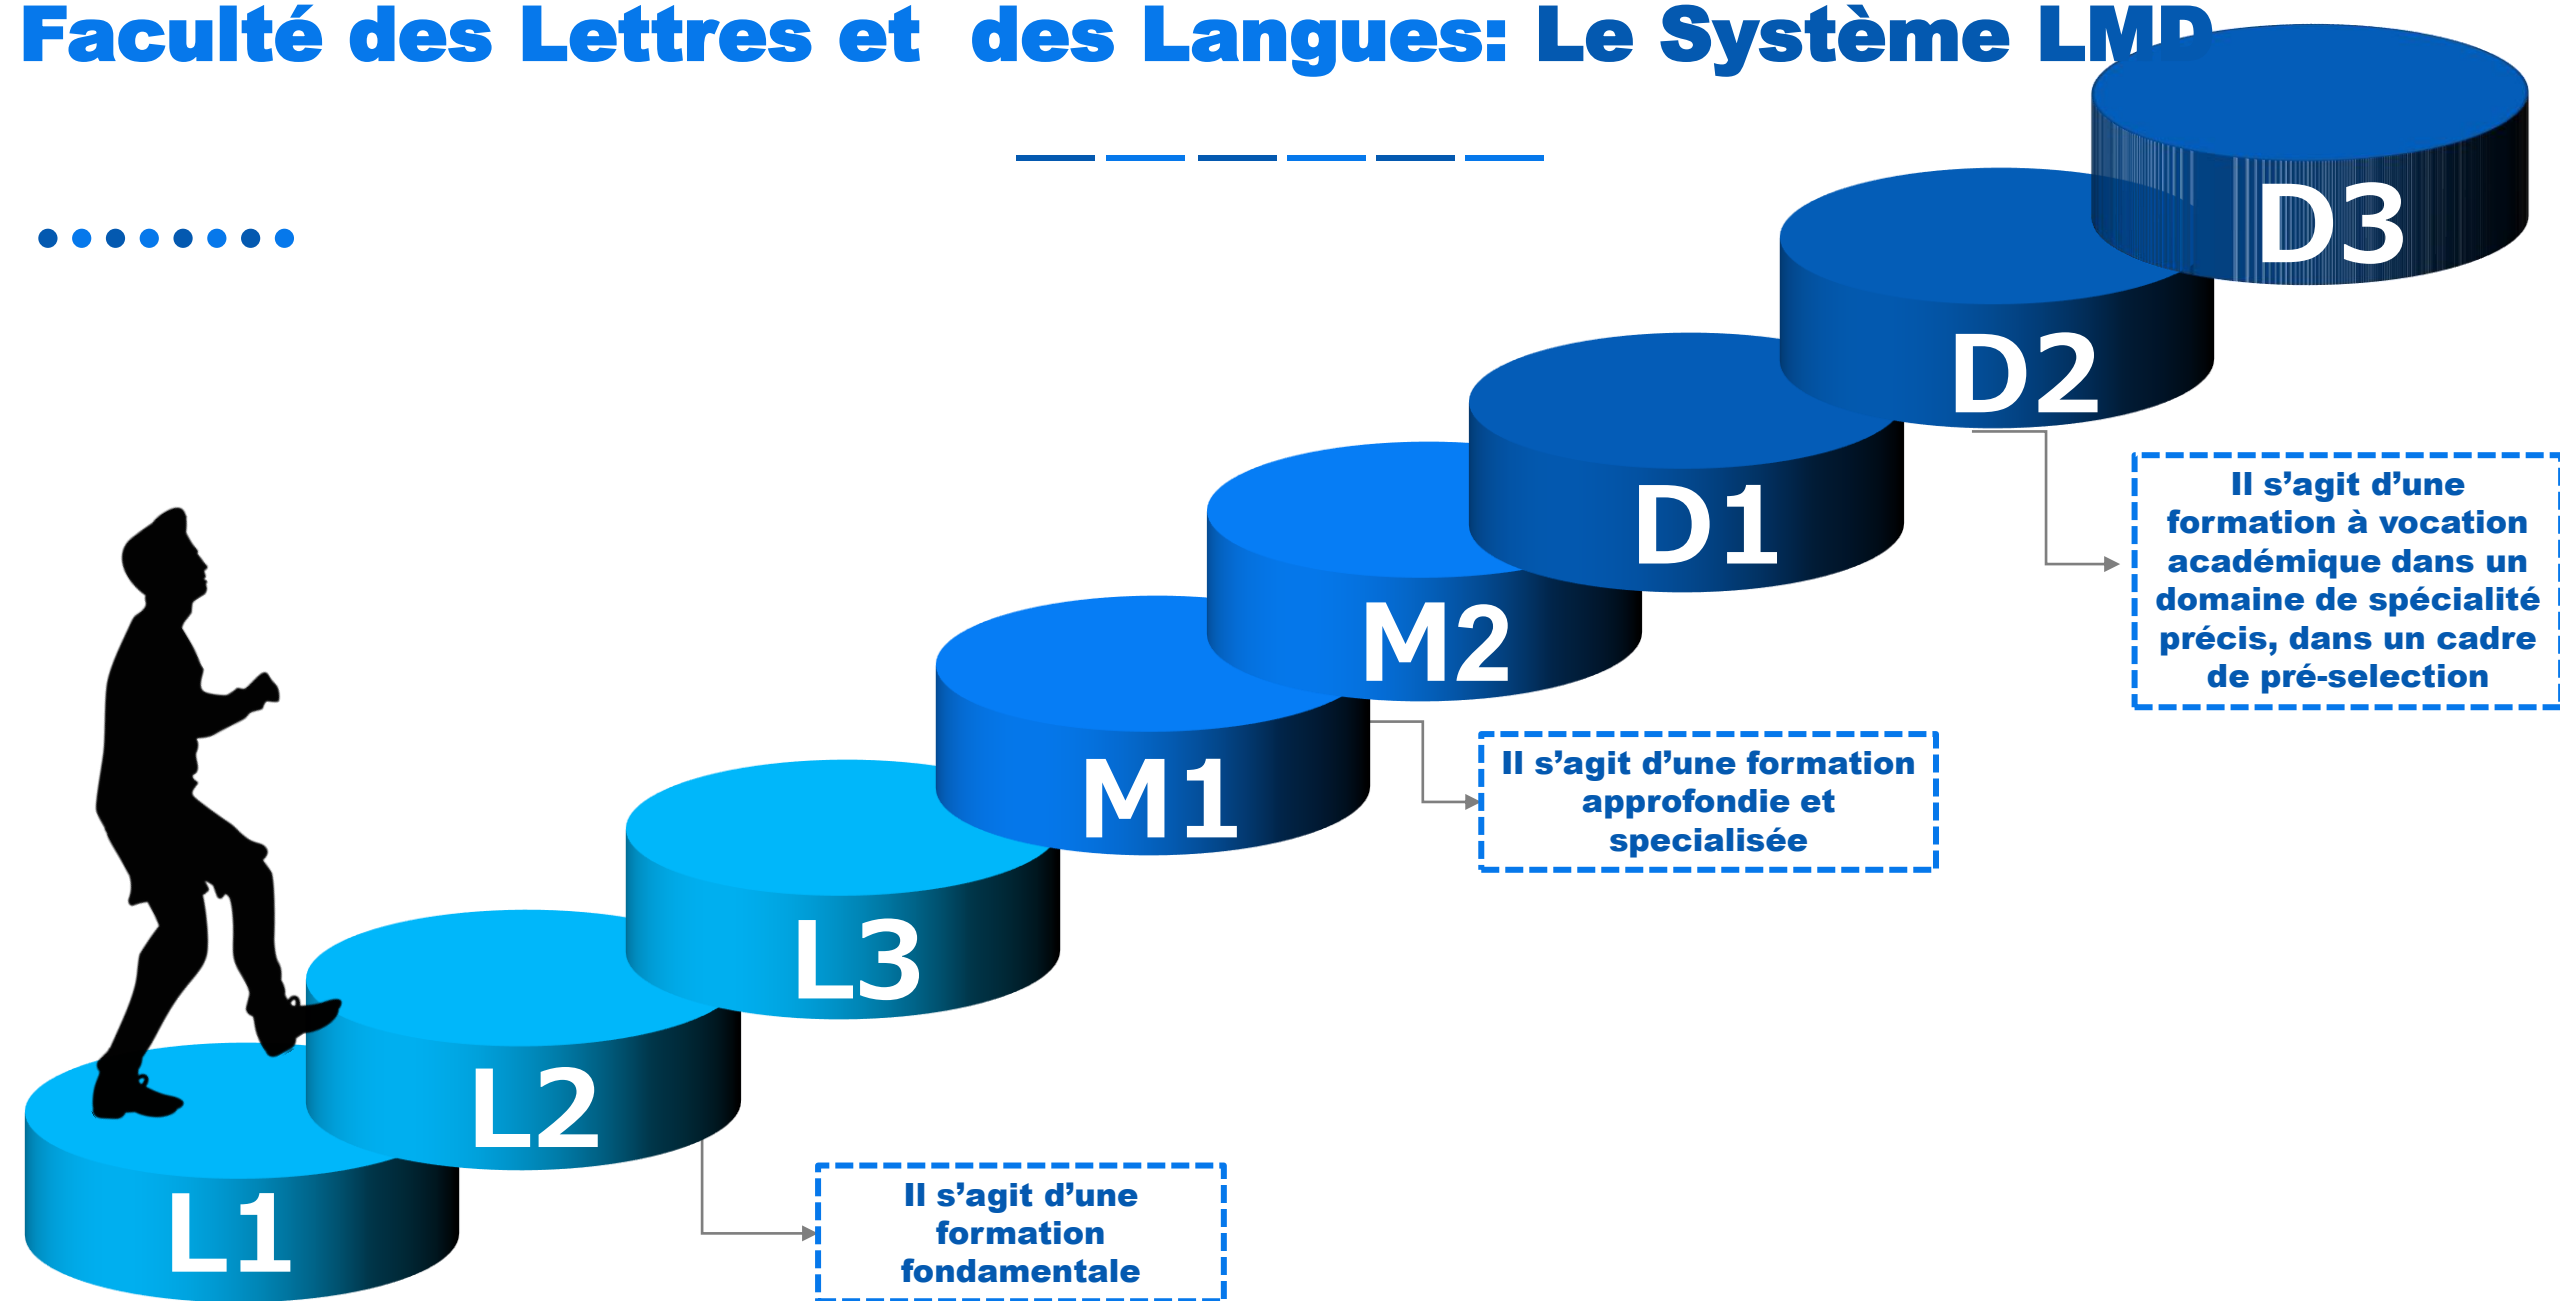 Faculté des Lettres et  des Langues: Le Système LMD
D3
D2
D1
Il s’agit d’une
formation à vocation
académique dans un
domaine de spécialité
précis, dans un cadre
de pré-selection
M2
M1
Il s’agit d’une formation
approfondie et
specialisée
L3
L2
L1
Il s’agit d’une
formation
fondamentale